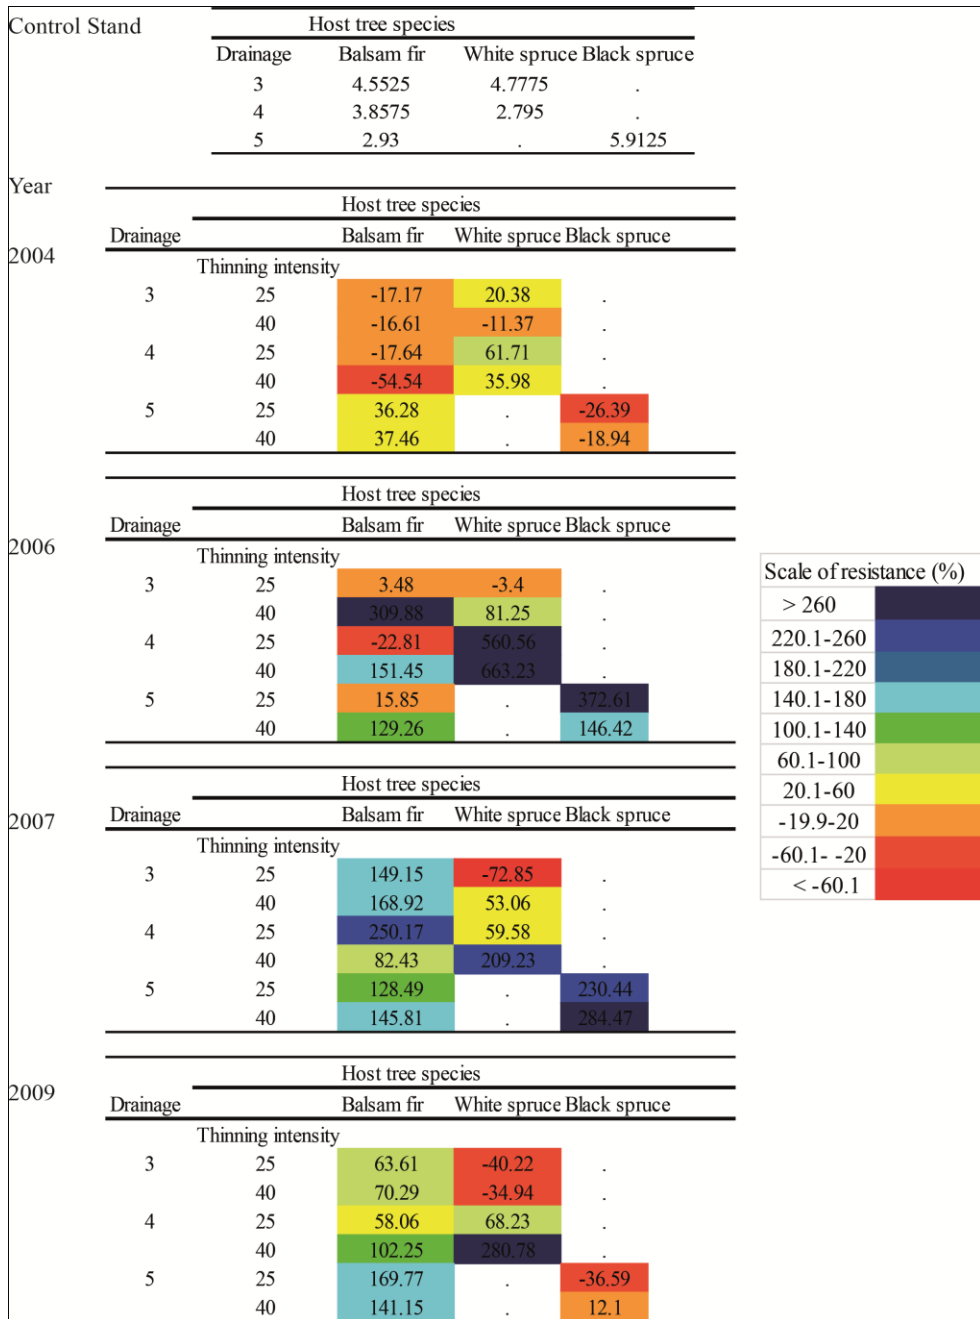 Control Stand
Host tree species
Drainage Balsam fir White spruce Black spruce
3 4.5525 4.7775 .
4 3.8575 2.795 .
5 2.93 . 5.9125
Year
Host tree species
Drainage Balsam fir White spruce Black spruce
2004
Thinning intensity
3 25 -17.17 20.38 .
40 -16.61 -11.37 .
4 25 -17.64 61.71 .
40 -54.54 35.98 .
5 25 36.28 . -26.39
40 37.46 . -18.94
Host tree species
Drainage Balsam fir White spruce Black spruce
2006
Thinning intensity
3 25 3.48 -3.4 .
40 309.88 81.25 .
4 25 -22.81 560.56 .
40 151.45 663.23 .
5 25 15.85 . 372.61
40 129.26 . 146.42
Host tree species
Drainage Balsam fir White spruce Black spruce
2007
Thinning intensity
3 25 149.15 -72.85 .
40 168.92 53.06 .
4 25 250.17 59.58 .
40 82.43 209.23 .
5 25 128.49 . 230.44
40 145.81 . 284.47
Host tree species
Drainage Balsam fir White spruce Black spruce
2009
Thinning intensity
3 25 63.61 -40.22 .
40 70.29 -34.94 .
4 25 58.06 68.23 .
40 102.25 280.78 .
5 25 169.77 . -36.59
40 141.15 . 12.1
Scale of resistance (%)
> 260
220.1-260
180.1-220
140.1-180
100.1-140
60.1-100
20.1-60
-19.9-20
-60.1- -20
< -60.1